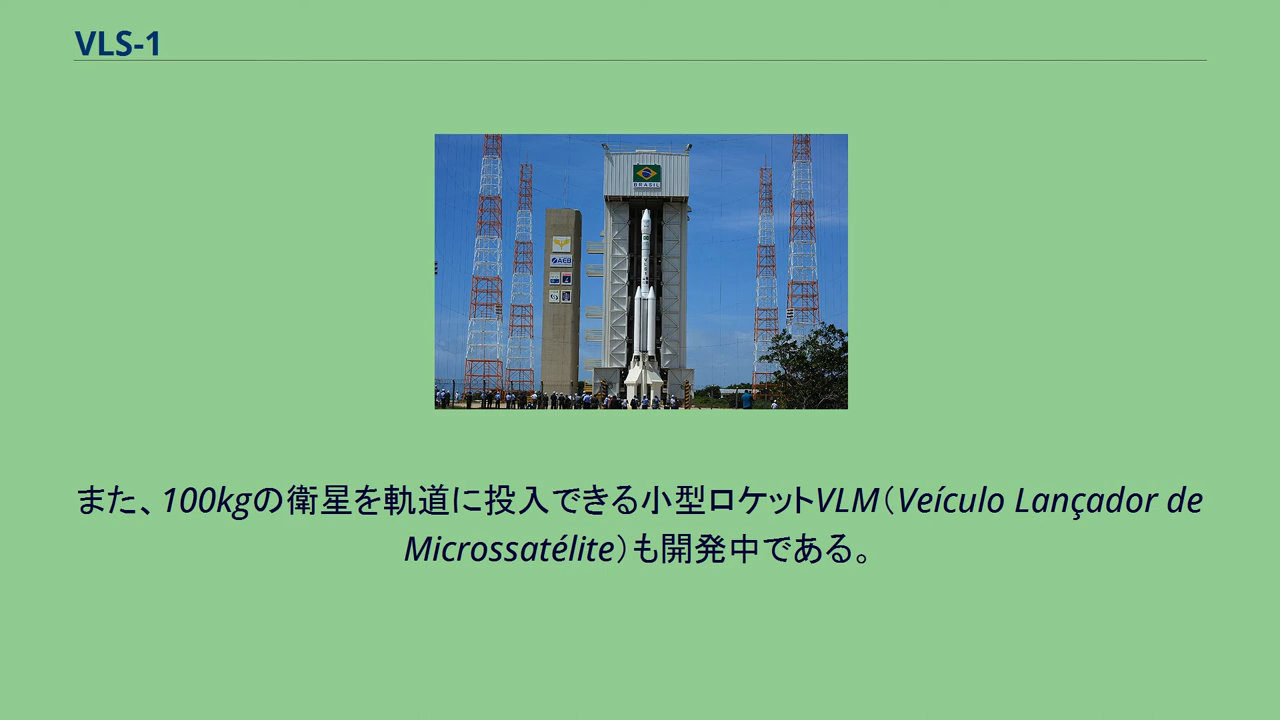 VLS-1
BRASIL
AEB
また、100kgの衛星を軌道に投入できる小型ロケットVLM（Veículo Lançador de
Microssatélite）も開発中である。